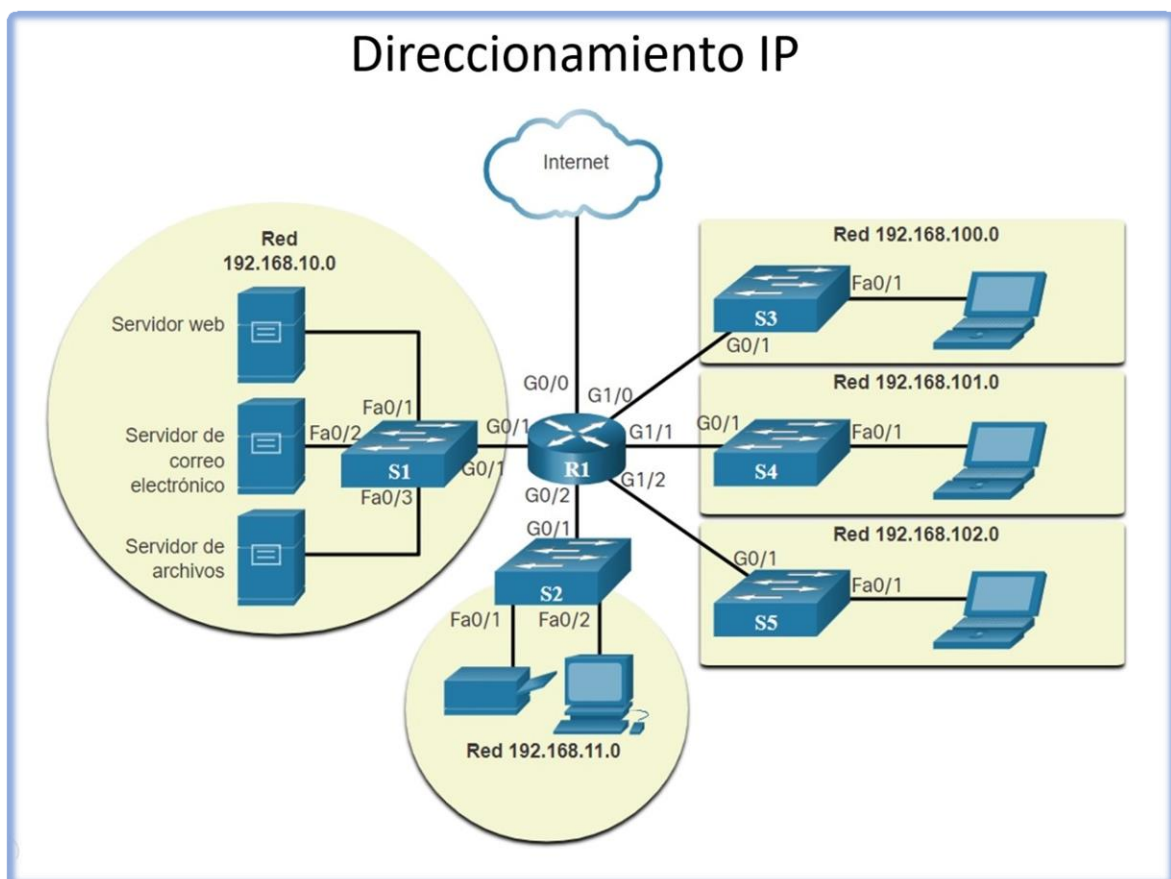 Direccionamiento IP
Internet
Red
192.168.10.0
Servidor web
Fa0/1
Servidor de
correo
electrónico
Fa0/2
S1
G0/1
G0/1
Fa0/3
Servidor de
archivos
G0/0
G1/0
G1/1
G1/2
R1
G0/2
G0/1
S2
Fa0/1
Fa0/2
Red 192.168.11.0
Red 192.168.100.0
Fa0/1
S3
G0/1
Red 192.168.101.0
G0/1
Fa0/1
S4
Red 192.168.102.0
G0/1
Fa0/1
S5